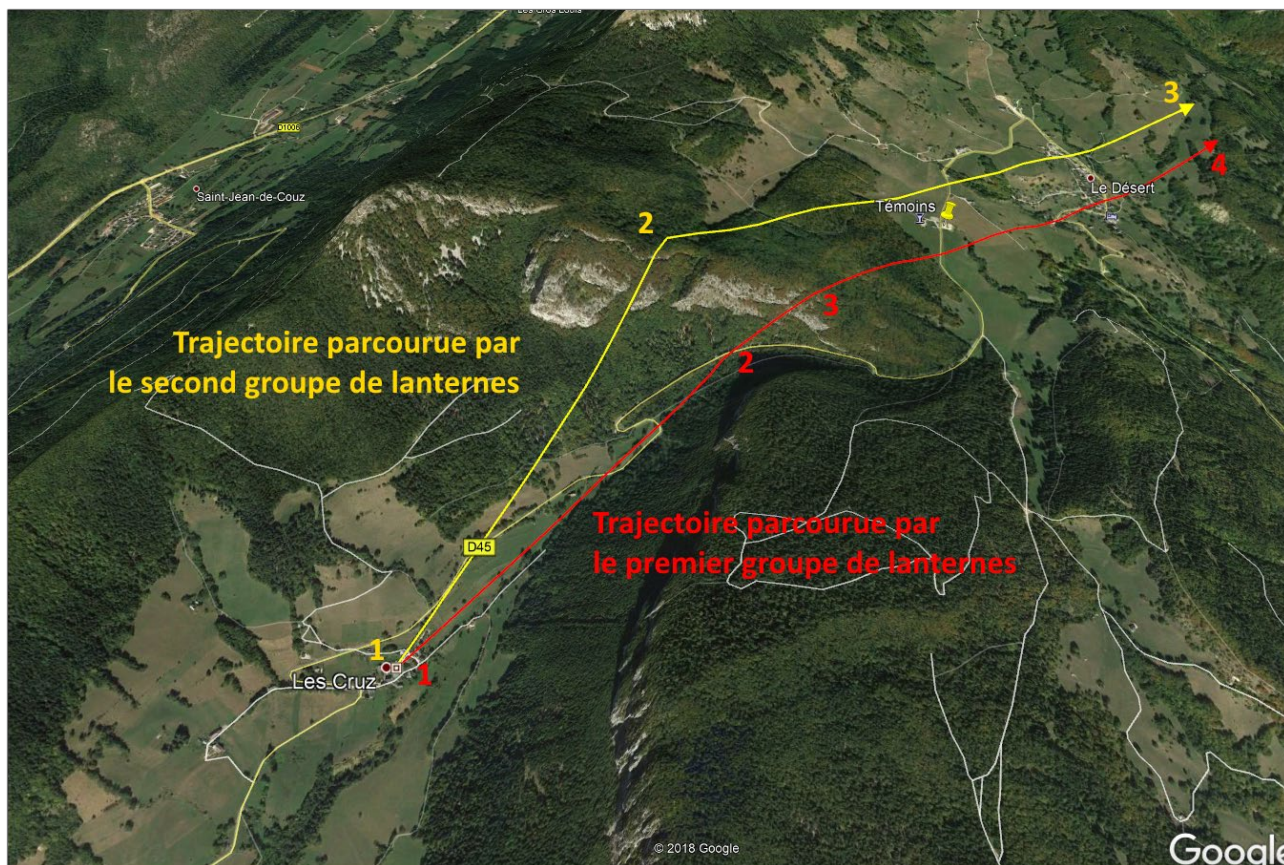 D1006
Saint-Jean-de-Couz
3
4
Le Désert
Témoins
2
3
2
Trajectoire parcourue par
le second groupe de lanternes
Trajectoire parcourue par
le premier groupe de lanternes
D45
1
Les Cruz
1
© 2018 Google
Google